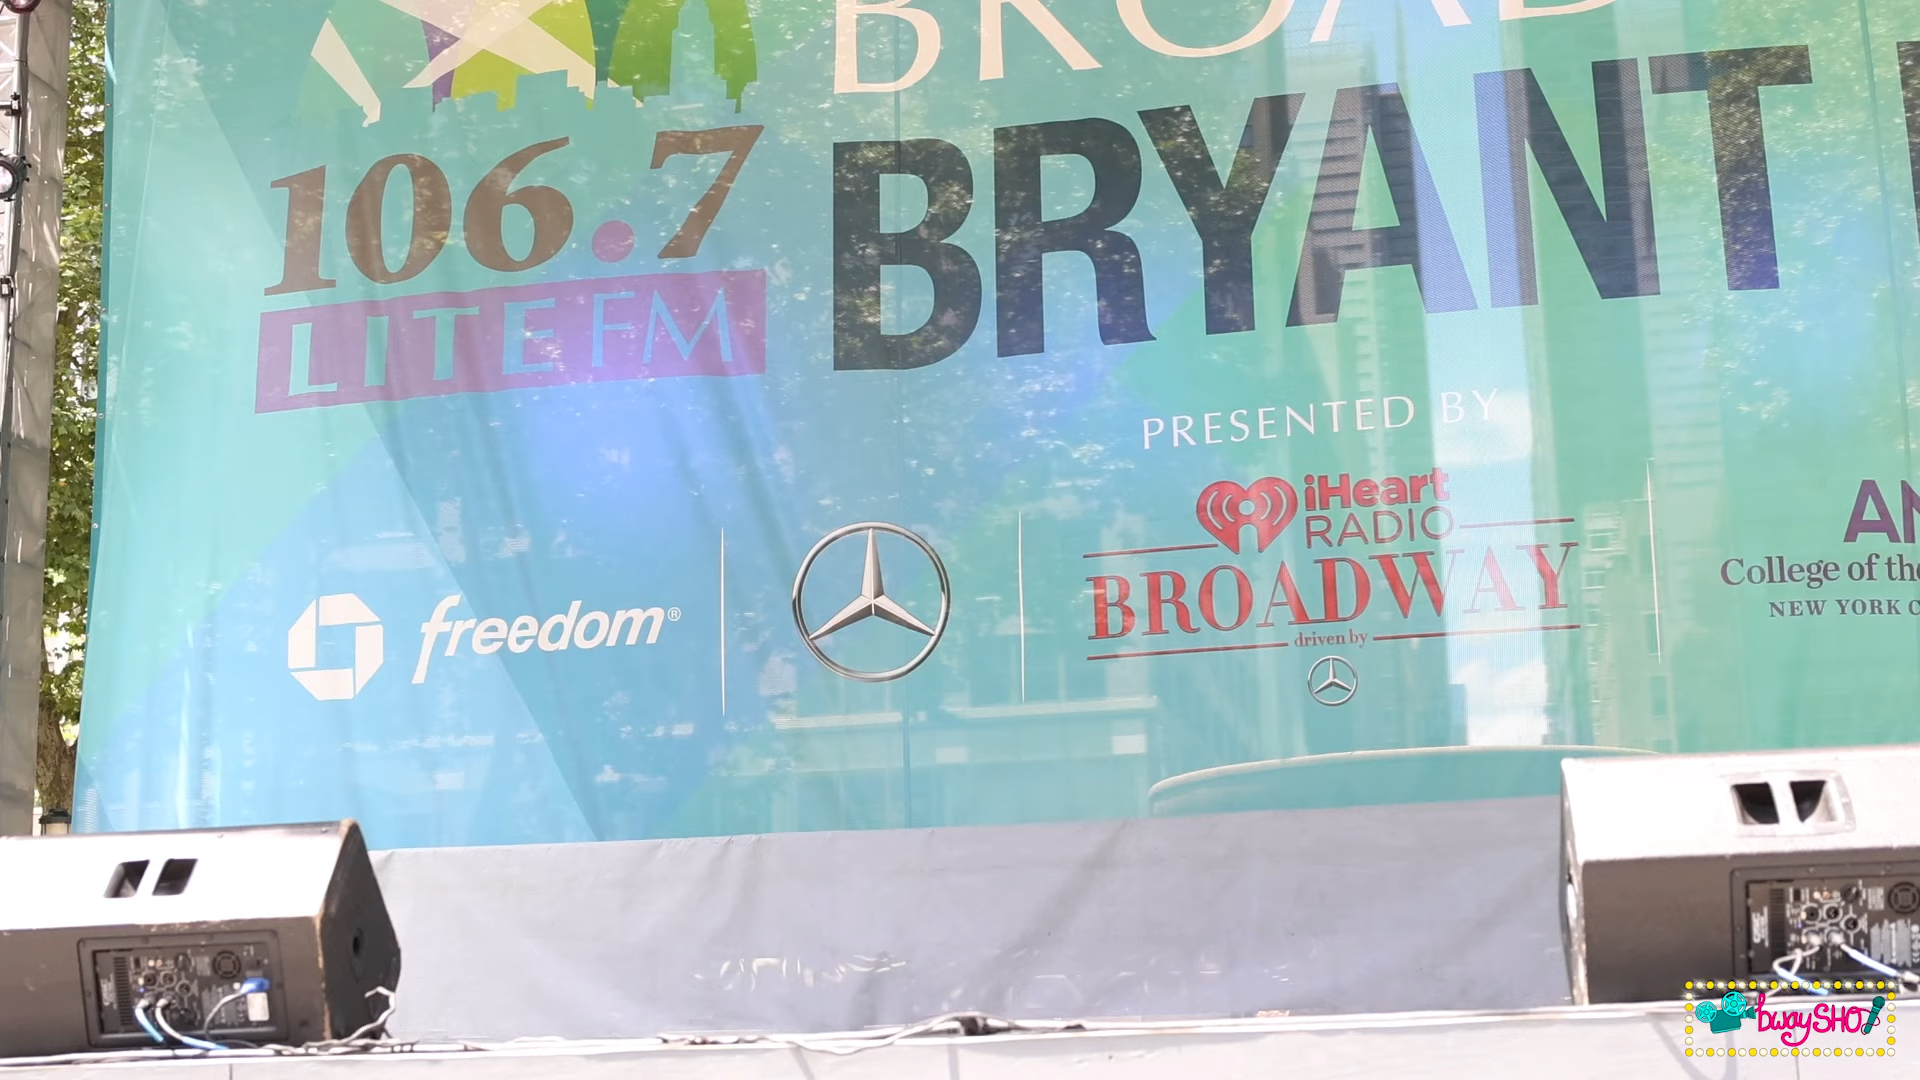 BROAD
BRYANT
106.7
LITE FM
PRESENTED BY
iHeart
RADIO
BROADWAY
driven by
freedom®
College of the
NEW YORK
bwaySHO